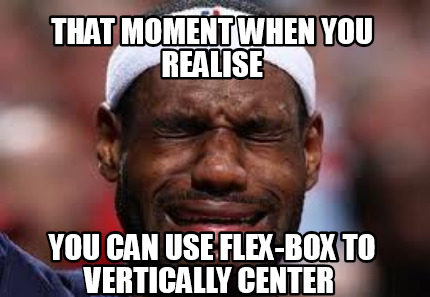 THAT MOMENT WHEN YOU
REALISE
YOU CAN USE FLEX-BOX TO
VERTICALLY CENTER